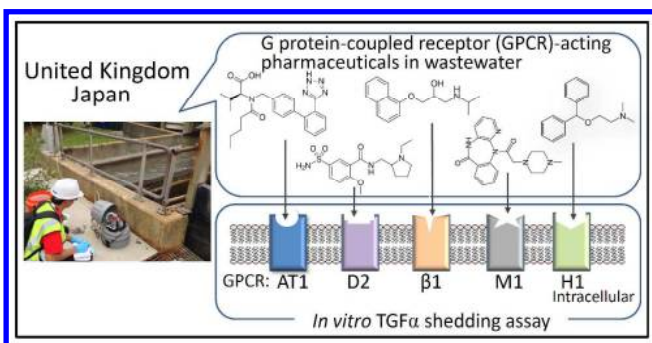 G protein-coupled receptor (GPCR)-acting
pharmaceuticals in wastewater
United Kingdom
Japan
GPCR: AT1 D2 β1 M1 H1
Intracellular
In vitro TGFα shedding assay